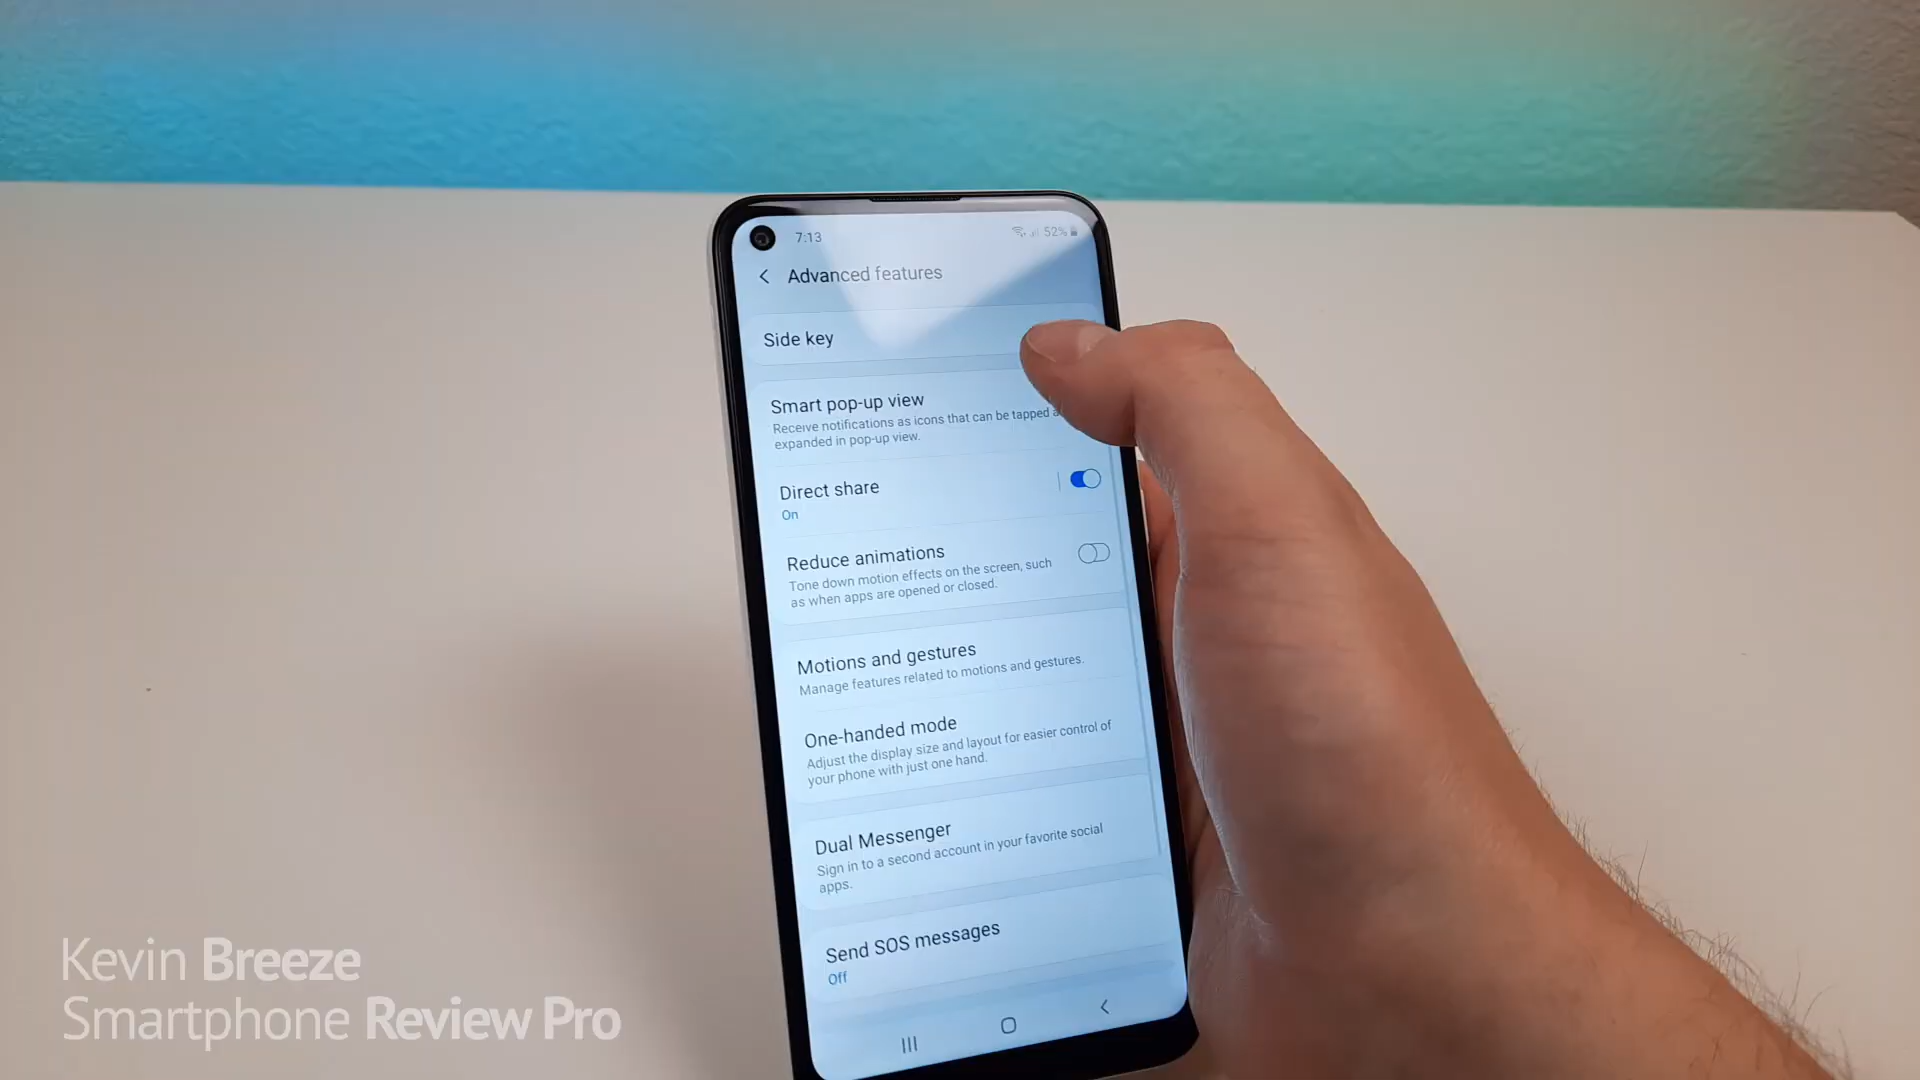 7:13
52%
Advanced features
Side key
Smart pop-up view
Receive notifications as icons that can be tapped
expanded in pop-up view.
Direct share
On
Reduce animations
Tone down motion effects on the screen, such
as when apps are opened or closed.
Motions and gestures
Manage features related to motions and gestures.
One-handed mode
Adjust the display size and layout for easier control of
your phone with just one hand.
Dual Messenger
Sign in to a second account in your favorite social
apps.
Send SOS messages
Off
Kevin Breeze
Smartphone Review Pro